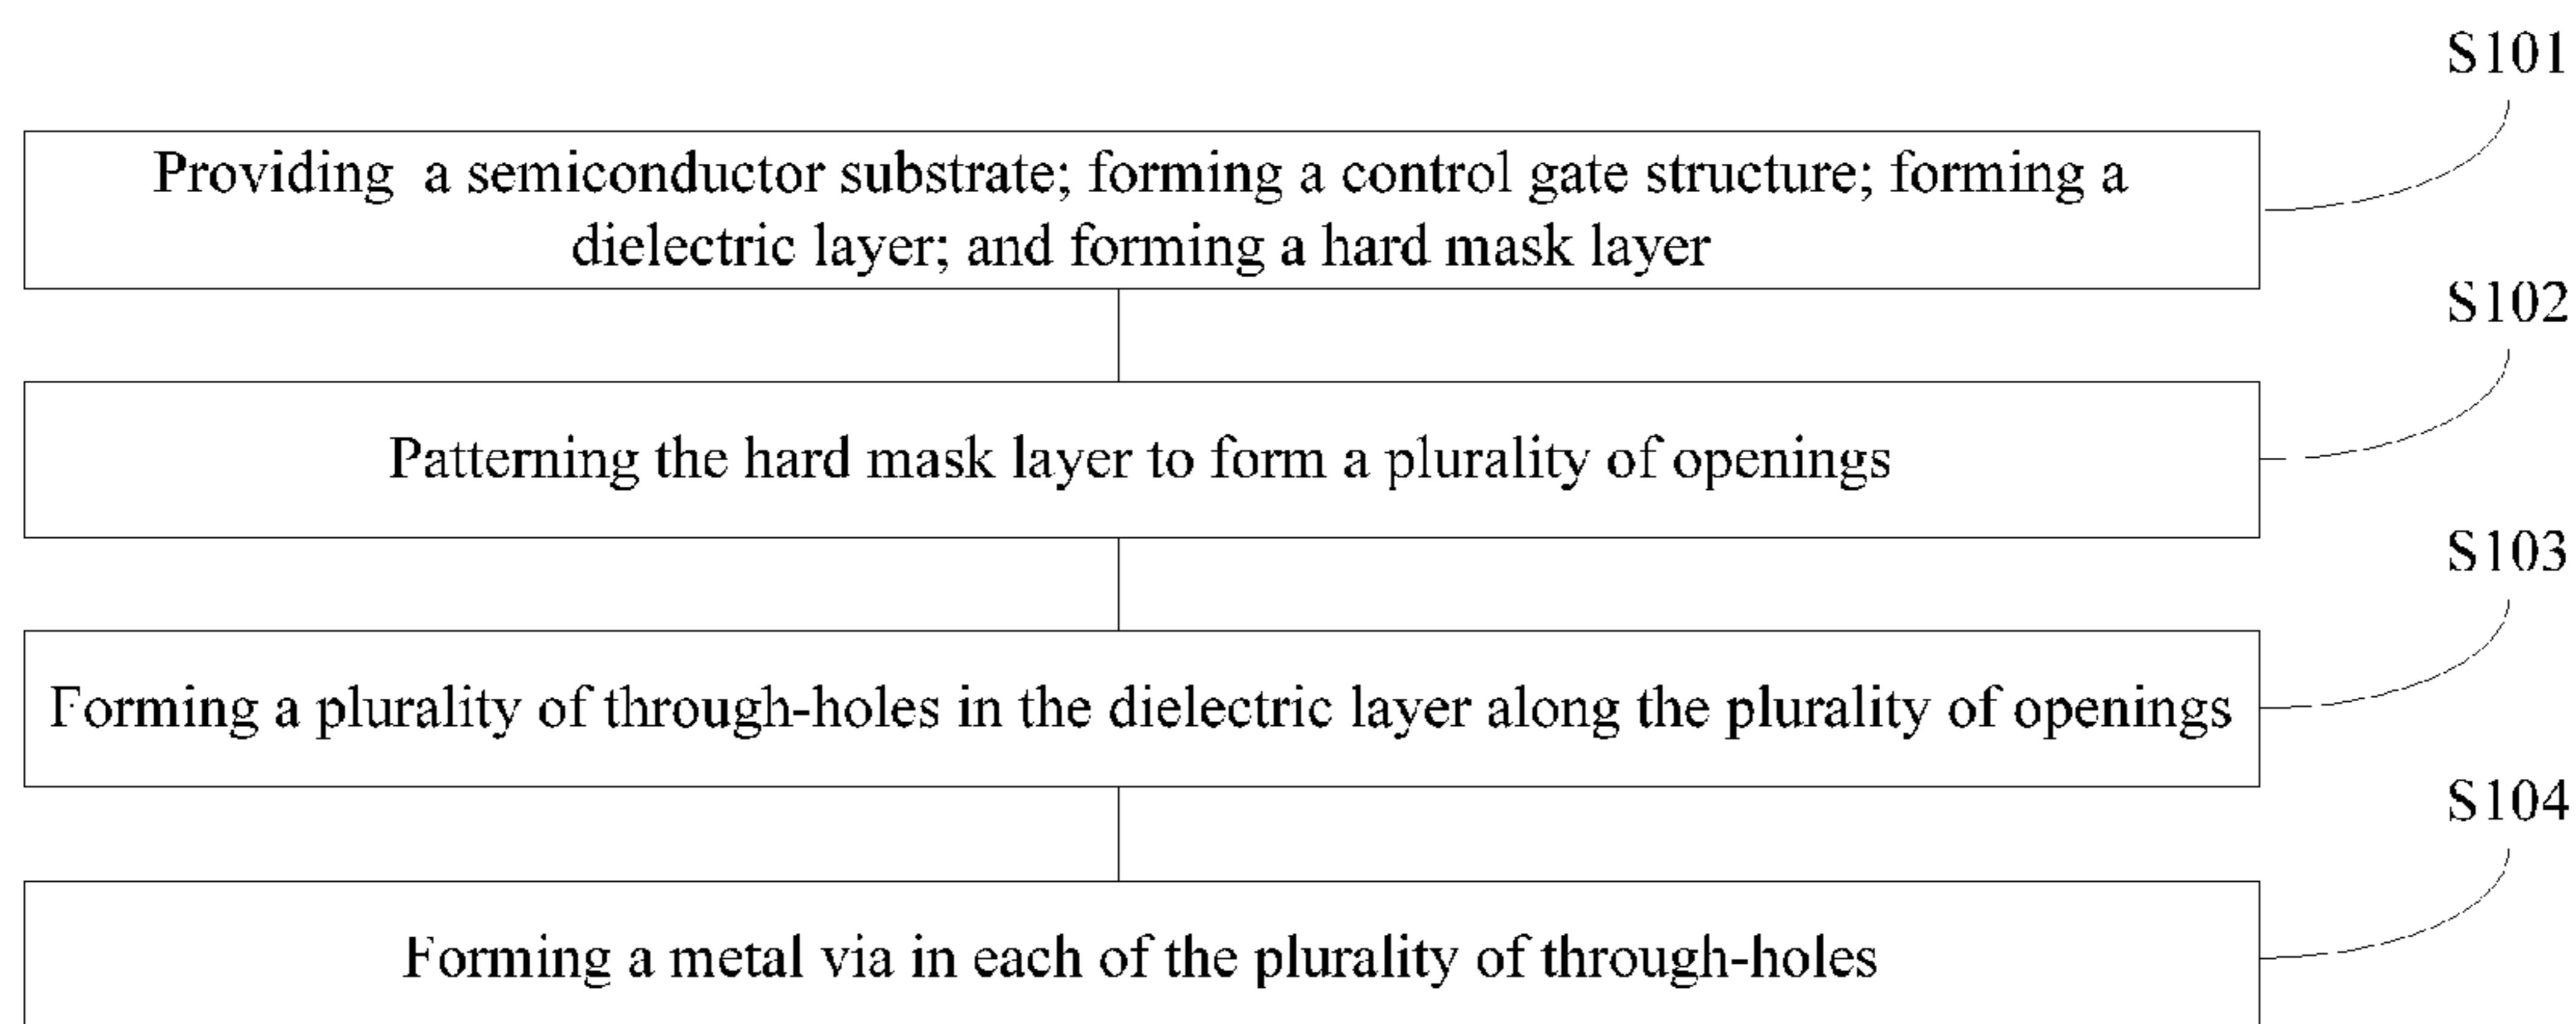 S101
Providing a semiconductor substrate; forming a control gate structure; forming a
dielectric layer; and forming a hard mask layer
S102
Patterning the hard mask layer to form a plurality of openings
S103
Forming a plurality of through-holes in the dielectric layer along the plurality of openings
S104
Forming a metal via in each of the plurality of through-holes